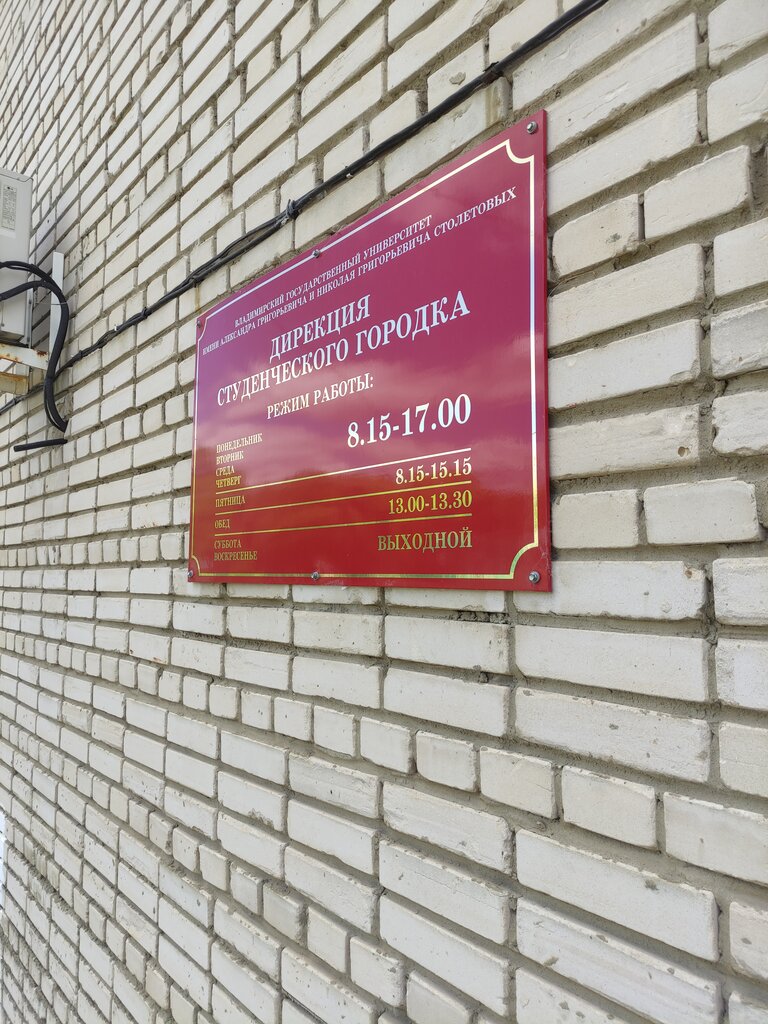 ВЛАДИМИРСКИЙ ГОСУДАРСТВЕННЫЙ УНИВЕРСИТЕТ
ИМЕНИ АЛЕКСАНДРА ГРИГОРЬЕВИЧА И НИКОЛАЯ ГРИГОРЬЕВИЧА СТОЛЕТОВЫХ
ДИРЕКЦИЯ
СТУДЕНЧЕСКОГО ГОРОДКА
РЕЖИМ РАБОТЫ:
ПОНЕДЕЛЬНИК
ВТОРНИК
СРЕДА
ЧЕТВЕРГ
8.15-17.00
ПЯТНИЦА 8.15-15.15
ОБЕД 13.00-13.30
СУББОТА
ВОСКРЕСЕНЬЕ
ВЫХОДНОЙ